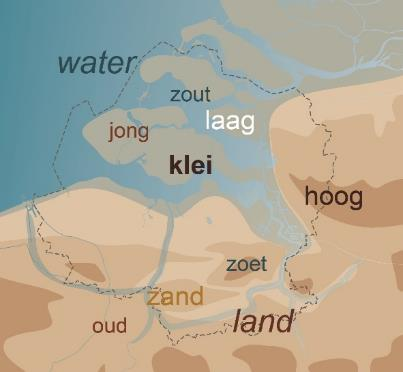 water
zout
laag
jong
klei
hoog
zoet
zand
oud
land